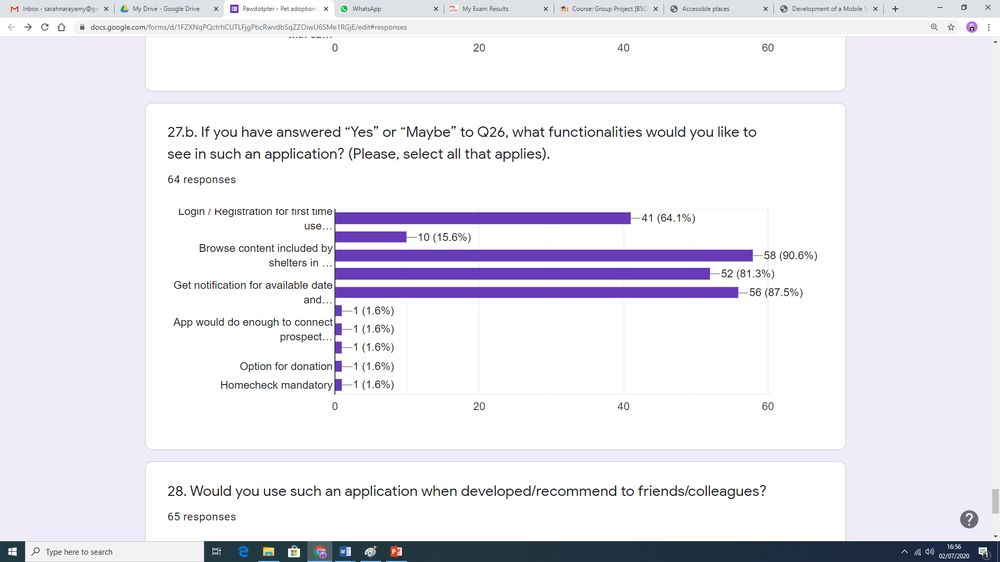 Inbox - sarahnarayamy@gm
My Drive - Google Drive
Pawdotpter - Pet adoption a
WhatsApp
My GCD
My Exam Results
Course: Group Project [BSCC
Accessible places
Development of a Mobile S
docs.google.com/forms/d/1FZXNqPQctrhCUTLFjgPbcRwvdbSqZZOiwU6SMe1RGjE/edit#responses
0 20 40 60
27.b. If you have answered “Yes” or “Maybe” to Q26, what functionalities would you like to
see in such an application? (Please, select all that applies).
64 responses
Login / Registration for first time
use…
41 (64.1%)
10 (15.6%)
Browse content included by
shelters in …
58 (90.6%)
52 (81.3%)
Get notification for available date
and…
56 (87.5%)
1 (1.6%)
App would do enough to connect
prospect…
1 (1.6%)
1 (1.6%)
Option for donation
1 (1.6%)
Homecheck mandatory
1 (1.6%)
0 20 40 60
28. Would you use such an application when developed/recommend to friends/colleagues?
65 responses
Type here to search
16:56
02/07/2020
1